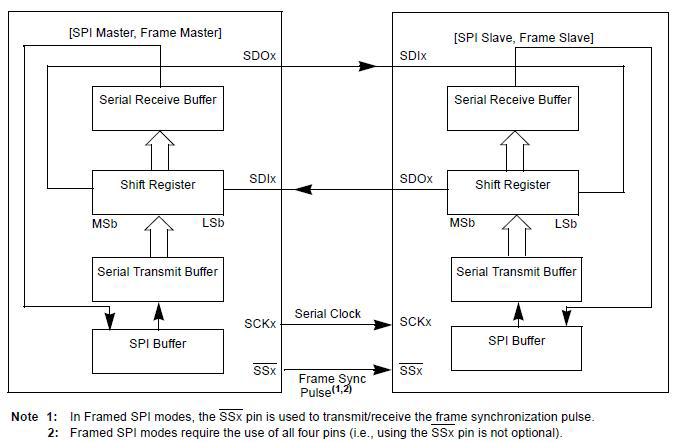 [SPI Master, Frame Master]
[SPI Slave, Frame Slave]
SDOx
SDIx
Serial Receive Buffer
Serial Receive Buffer
Shift Register
SDIx
SDOx
Shift Register
MSb
LSb
MSb
LSb
Serial Transmit Buffer
Serial Transmit Buffer
SCKx
Serial Clock
SCKx
SPI Buffer
SPI Buffer
SSx
Frame Sync
Pulse(1,2)
SSx
Note 1: In Framed SPI modes, the SSx pin is used to transmit/receive the frame synchronization pulse.
2: Framed SPI modes require the use of all four pins (i.e., using the SSx pin is not optional).